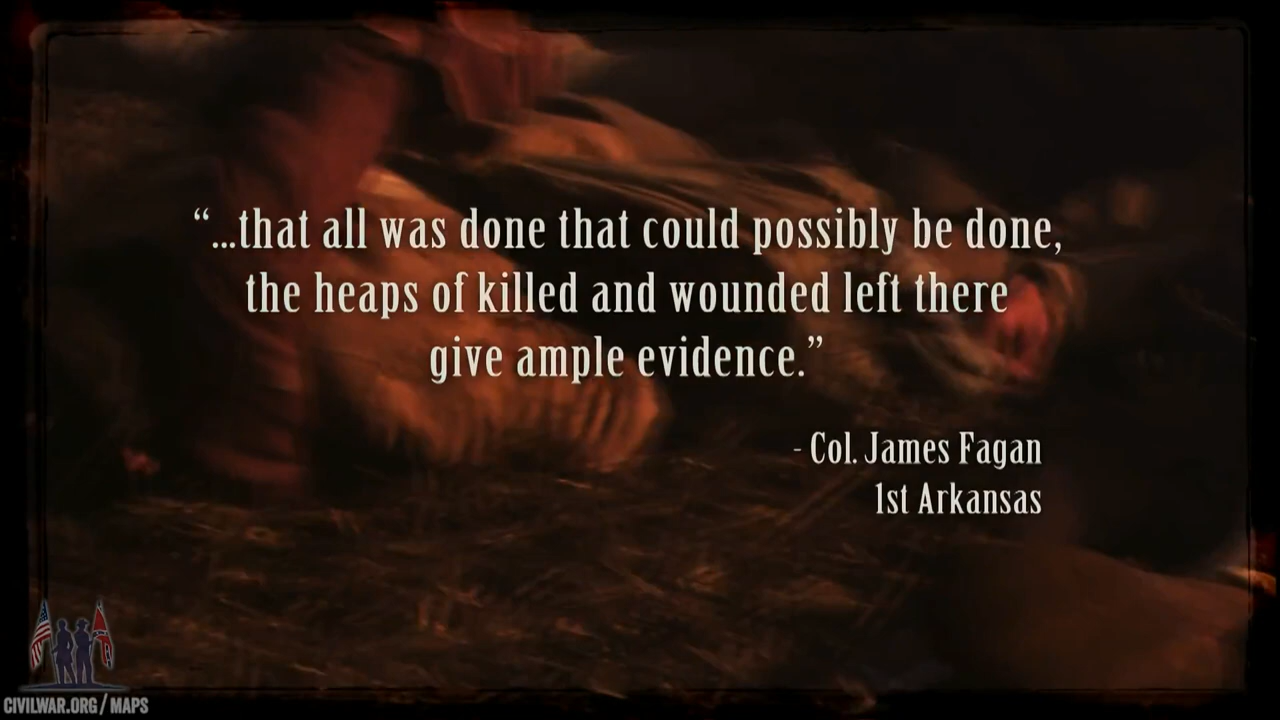 “...that all was done that could possibly be done,
the heaps of killed and wounded left there
give ample evidence.”
- Col. James Fagan
1st Arkansas
CIVILWAR.ORG/MAPS